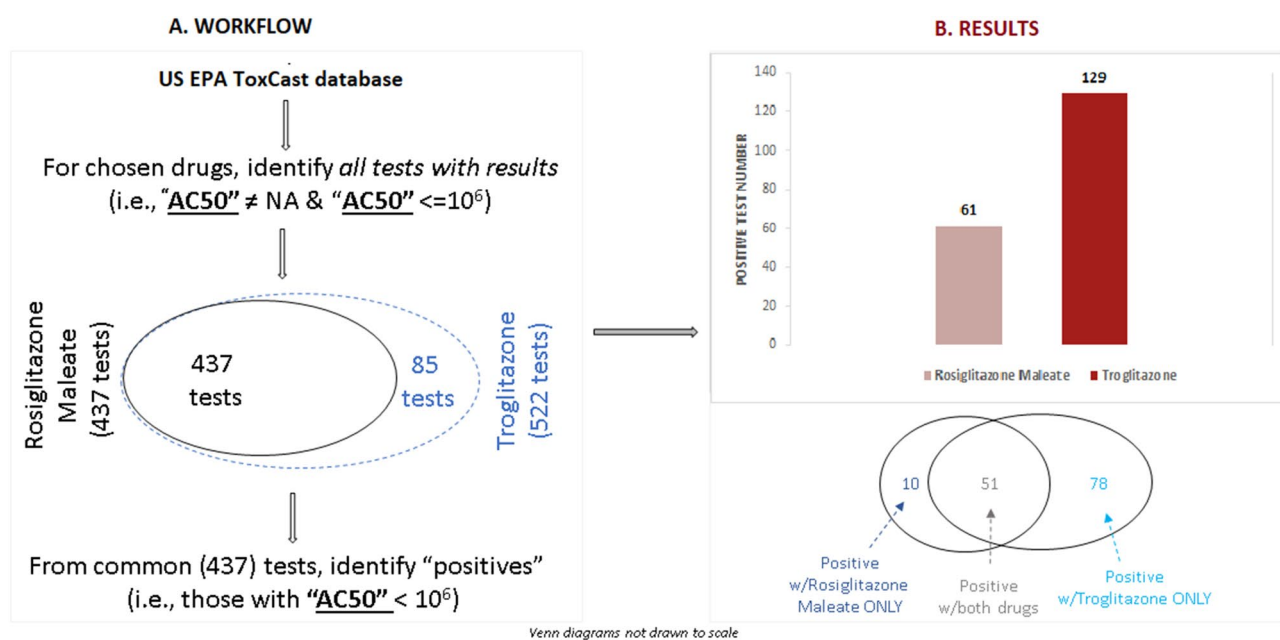 A. WORKFLOW
US EPA ToxCast database
For chosen drugs, identify all tests with results
(i.e., “AC50” ≠ NA & “AC50” <=10⁶)
Rosiglitazone
Maleate
(437 tests)
437
tests
85
tests
Troglitazone
(522 tests)
From common (437) tests, identify “positives”
(i.e., those with “AC50” < 10⁶)
B. RESULTS
POSITIVE TEST NUMBER
140
120
100
80
60
40
20
0
61
129
Rosiglitazone Maleate
Troglitazone
10
51
78
Positive
w/Rosiglitazone
Maleate ONLY
Positive
w/both drugs
Positive
w/Troglitazone ONLY
Venn diagrams not drawn to scale